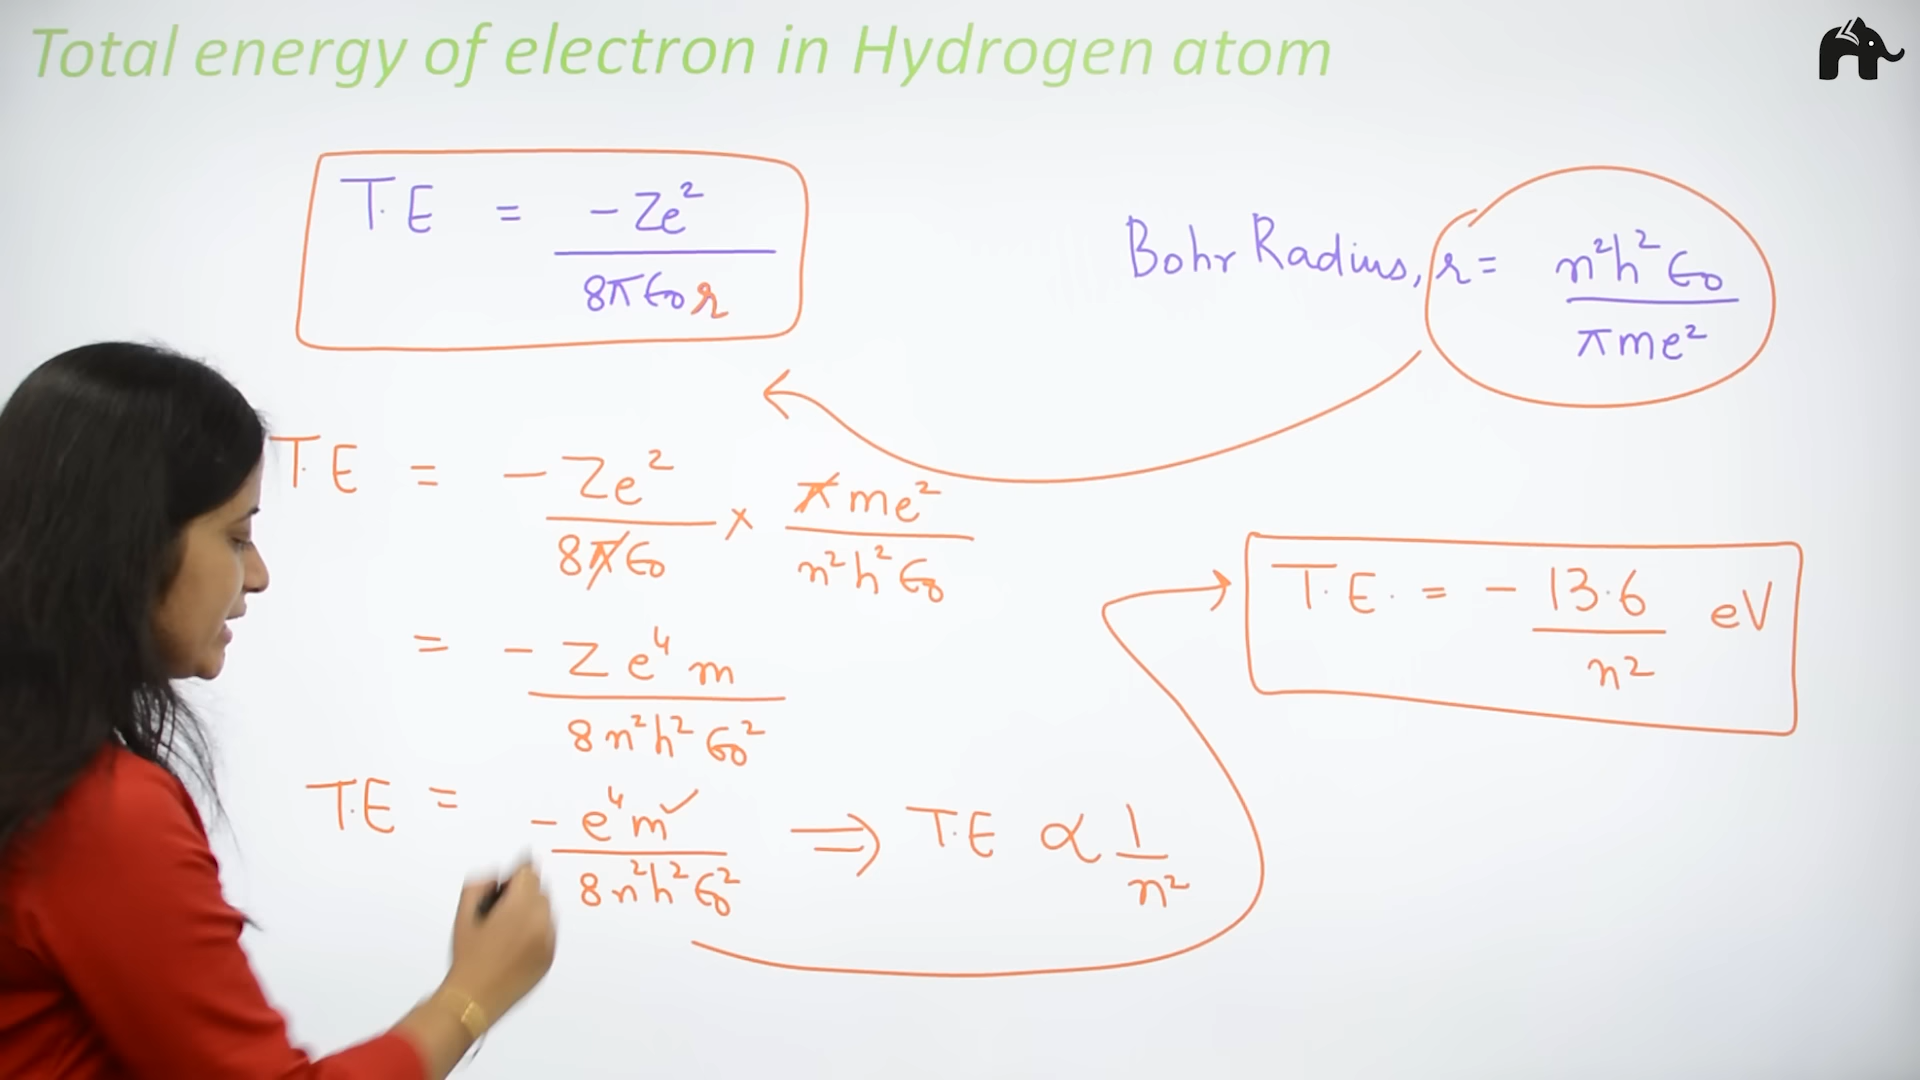 Total energy of electron in Hydrogen atom
T.E = -Ze²/8πϵ₀r
Bohr Radius, r = n²h²ϵ₀/πme²
T.E = -Ze²/8πϵ₀ × πme²/n²h²ϵ₀
= -Ze⁴m/8n²h²ϵ₀²
T.E. = -13.6/n² eV
T.E = -e⁴m/8n²h²ϵ₀² ⇒ T.E ∝ 1/n²